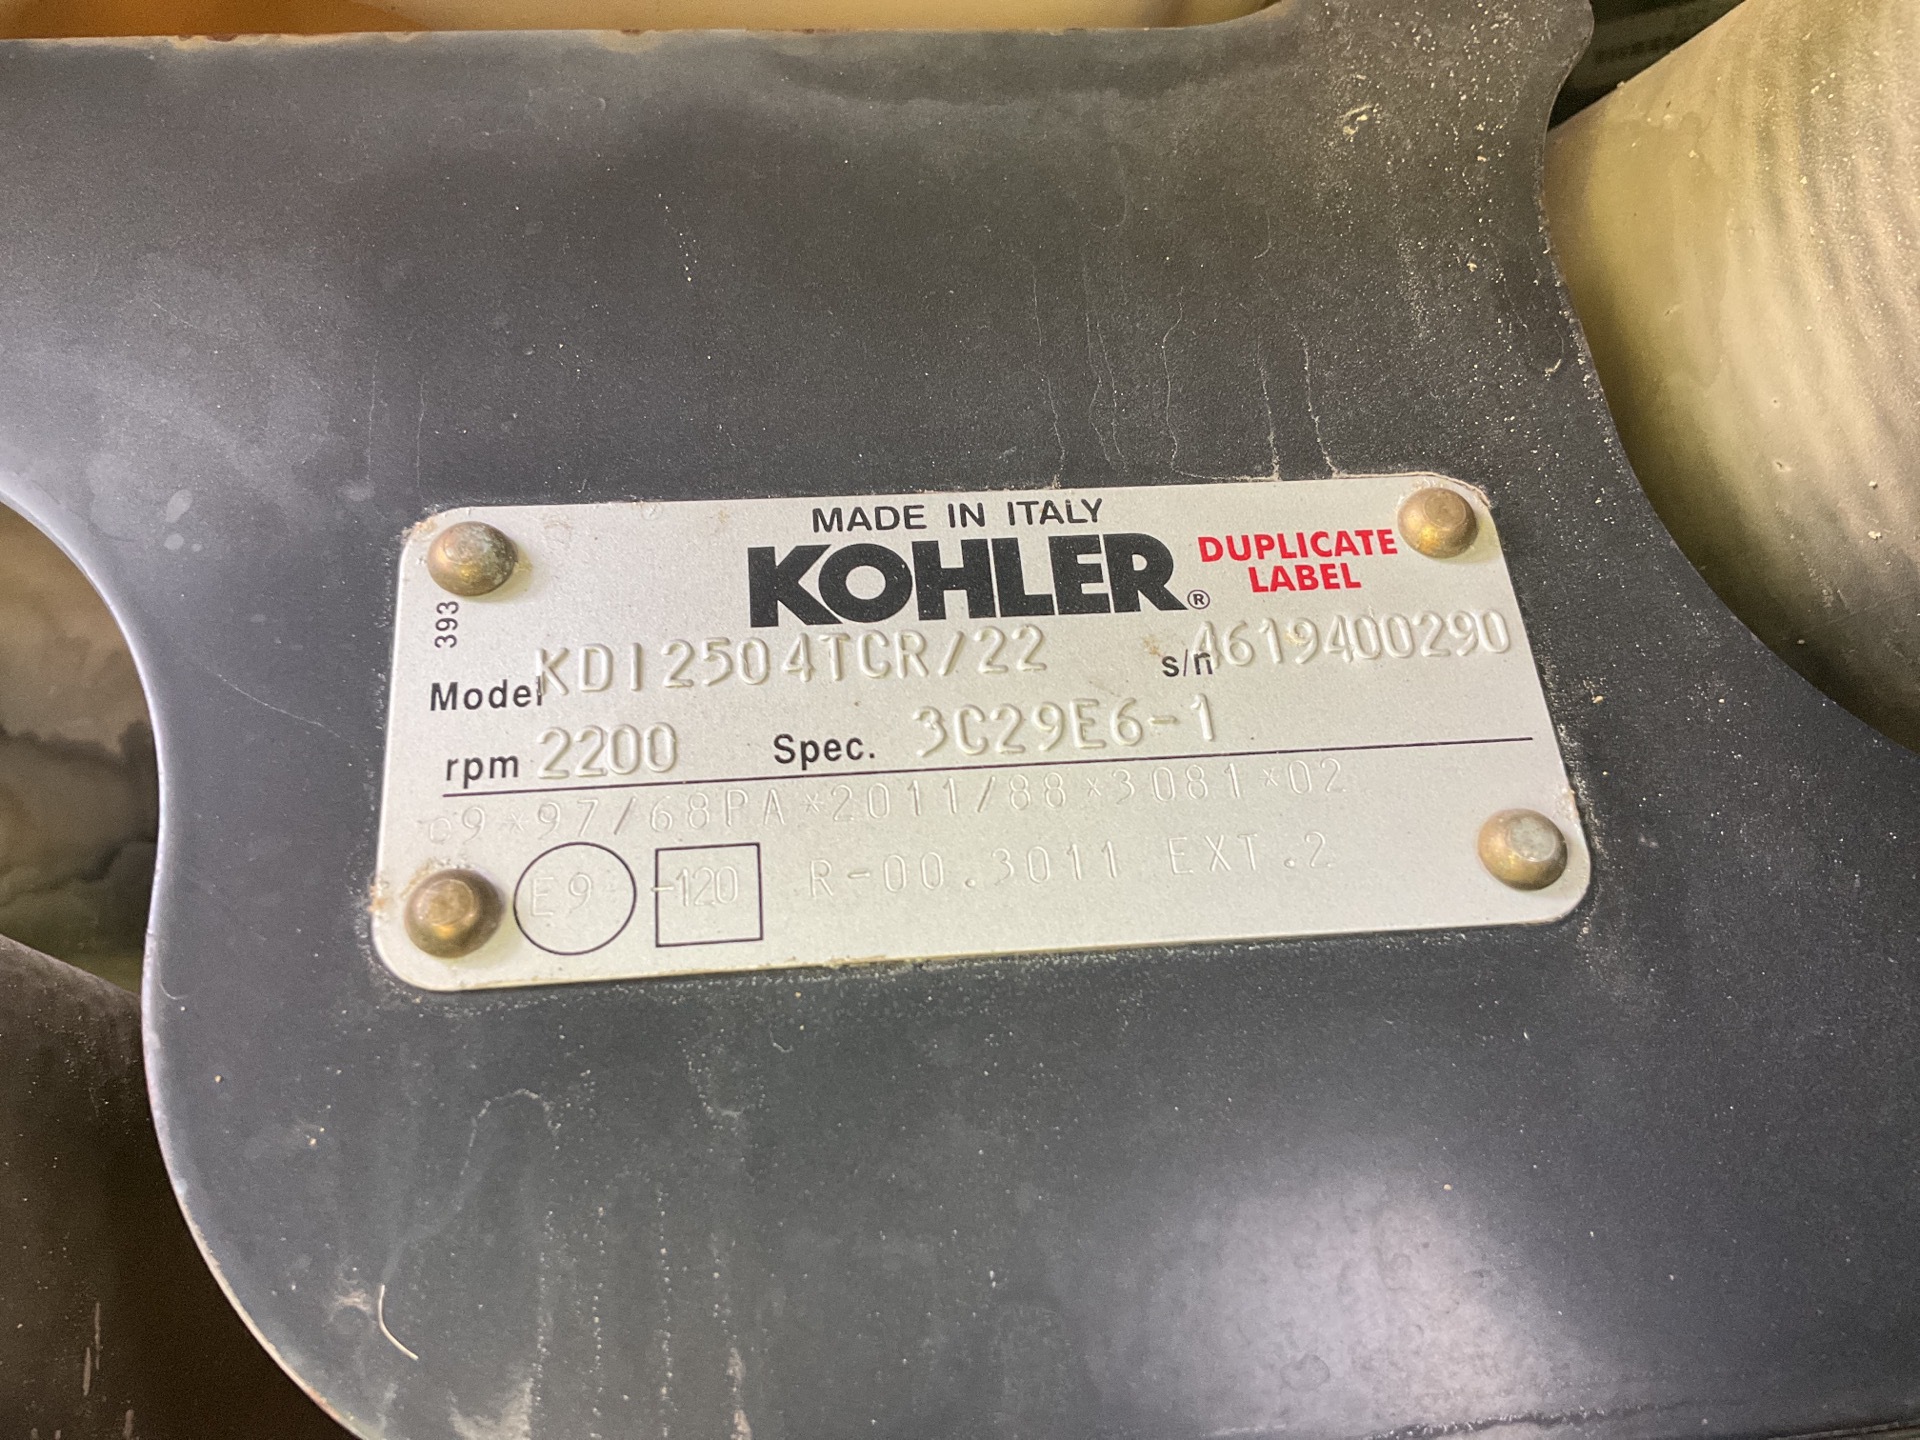 MADE IN ITALY
KOHLER® DUPLICATE LABEL
393
Model KDI2504TCR/22 s/n 4619400290
rpm 2200 Spec. 3C29E6-1
e9*97/68PA*2011/88*3081*02
E9 -120 R-00.3011 EXT.2